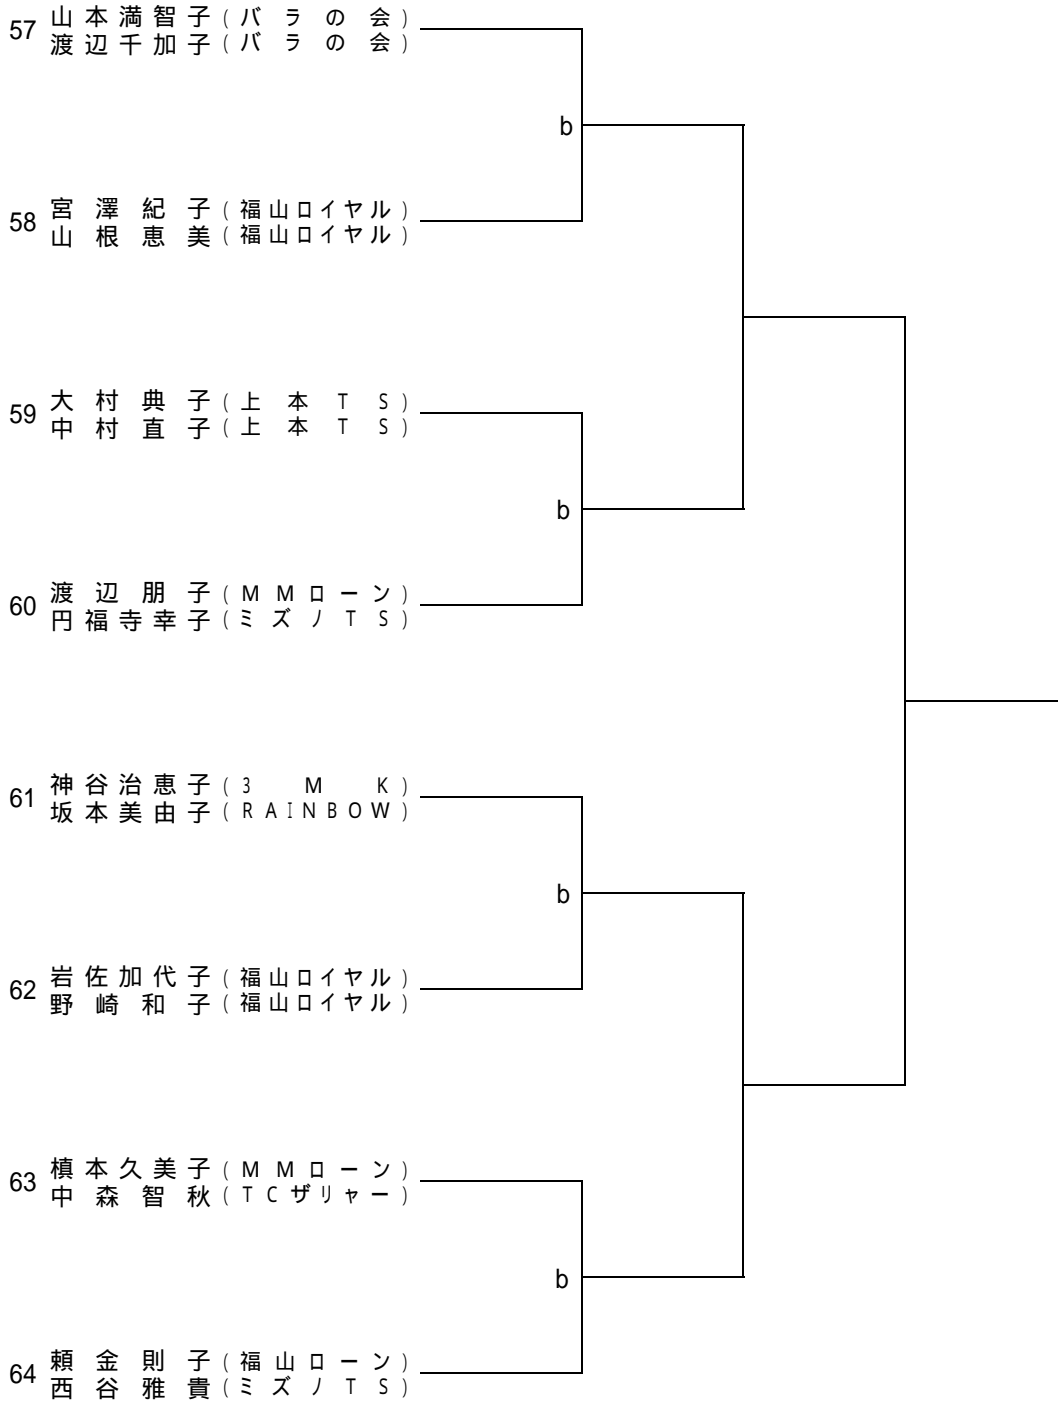 57 山本満智子(バラの会)
渡辺千加子(バラの会)
b
58 宮澤紀子(福山ロイヤル)
山根恵美(福山ロイヤル)
59 大村典子(上本TS)
中村直子(上本TS)
b
60 渡辺朋子(MMローン)
円福寺幸子(ミズノTS)
61 神谷治恵子(3MK)
坂本美由子(RAINBOW)
b
62 岩佐加代子(福山ロイヤル)
野崎和子(福山ロイヤル)
63 槙本久美子(MMローン)
中森智秋(TCザリャー)
b
64 頼金則子(福山ローン)
西谷雅貴(ミズノTS)